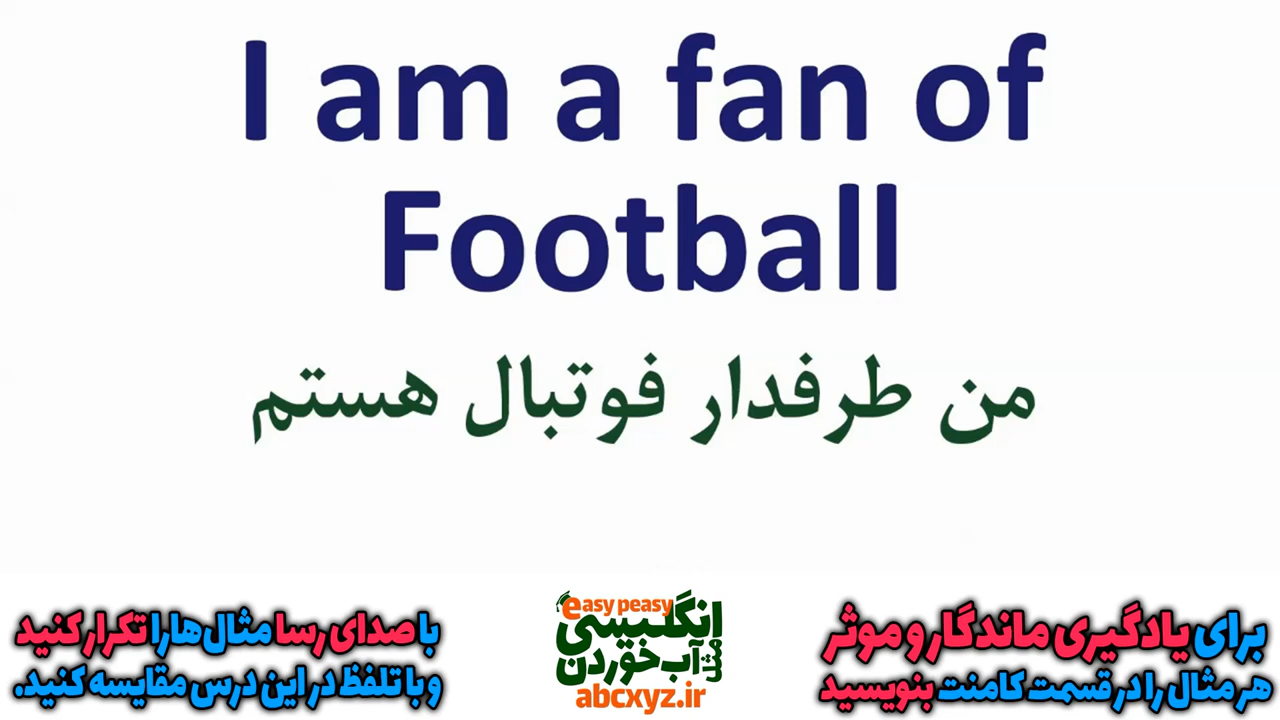 I am a fan of
Football
من طرفدار فوتبال هستم
برای یادگیری ماندگار و موثر
هر مثال را در قسمت کامنت بنویسید
easy peasy
انگلیسی
مثل آب خوردن
abcxyz.ir
با صدای رسا مثال‌ها را تکرار کنید
و با تلفظ در این درس مقایسه کنید.